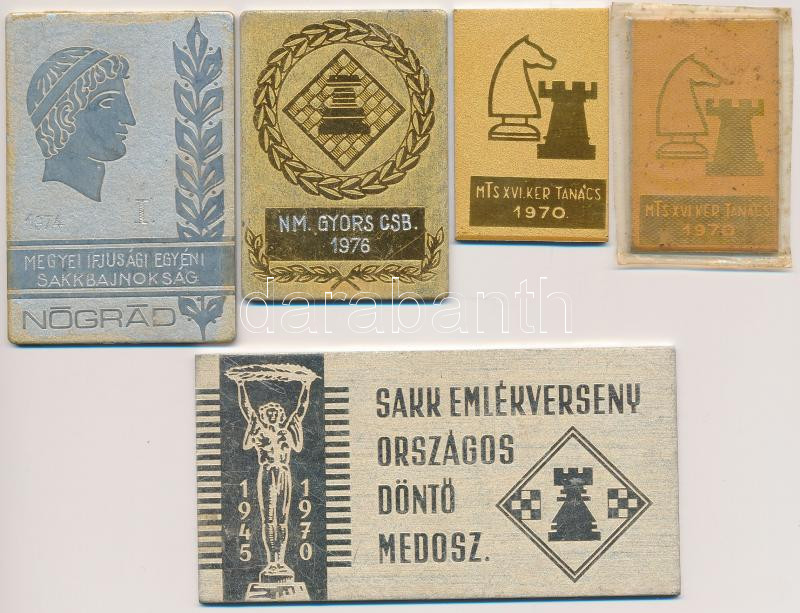 1974 I.
MEGYEI IFJUSÁGI EGYÉNI
SAKKBAJNOKSÁG
NÓGRÁD
NM. GYORS CSB.
1976
MTS XVI.KER TANÁCS
1970.
MTS XVI.KER TANÁCS
1970
darabanth
1945
1970
SAKK EMLÉKVERSENY
ORSZÁGOS
DÖNTŐ
MEDOSZ.